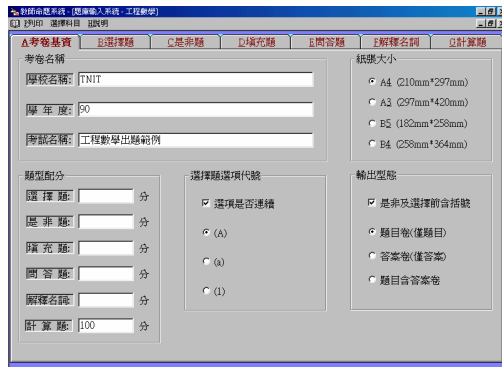 教師命題系統 - [題庫輸入系統 - 工程數學]
P列印 選擇科目 H說明
A考卷基資 B選擇題 C是非題 D填充題 E問答題 F解釋名詞 G計算題
考卷名稱
學校名稱: TNIT
學 年 度: 90
考試名稱: 工程數學出題範例
紙張大小
A4 (210mm*297mm)
A3 (297mm*420mm)
B5 (182mm*258mm)
B4 (258mm*364mm)
題型配分
選 擇 題: 分
是 非 題: 分
填 充 題: 分
問 答 題: 分
解釋名詞: 分
計 算 題: 100 分
選擇題選項代號
選項是否連續
(A)
(a)
(1)
輸出型態
是非及選擇前含括號
題目卷(僅題目)
答案卷(僅答案)
題目含答案卷